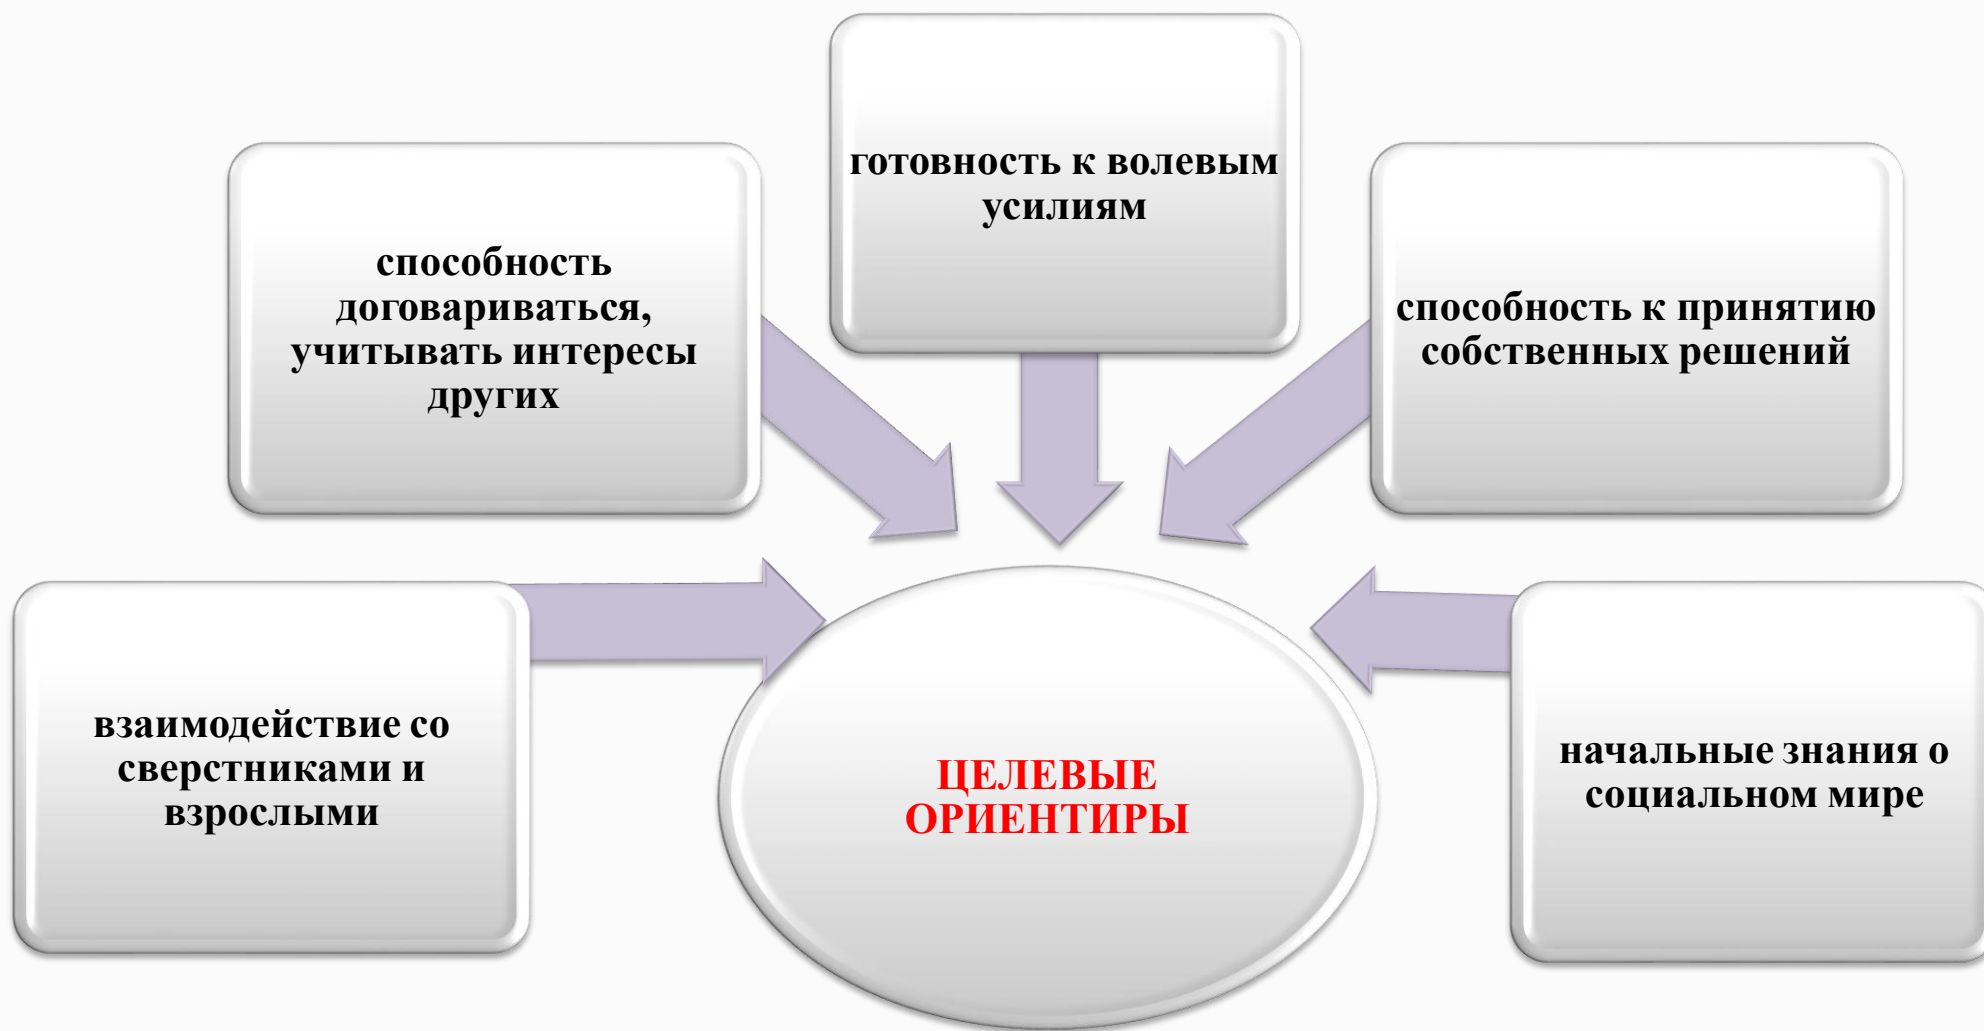 готовность к волевым
усилиям
способность
договариваться,
учитывать интересы
других
способность к принятию
собственных решений
взаимодействие со
сверстниками и
взрослыми
ЦЕЛЕВЫЕ
ОРИЕНТИРЫ
начальные знания о
социальном мире